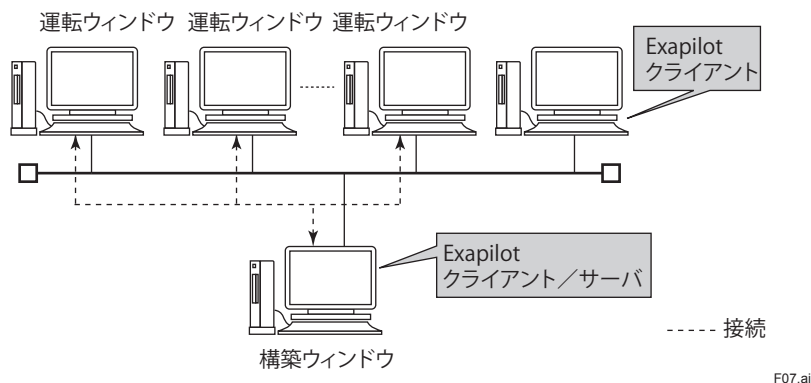 運転ウィンドウ 運転ウィンドウ 運転ウィンドウ
Exapilot
クライアント
Exapilot
クライアント／サーバ
構築ウィンドウ
接続
F07.ai